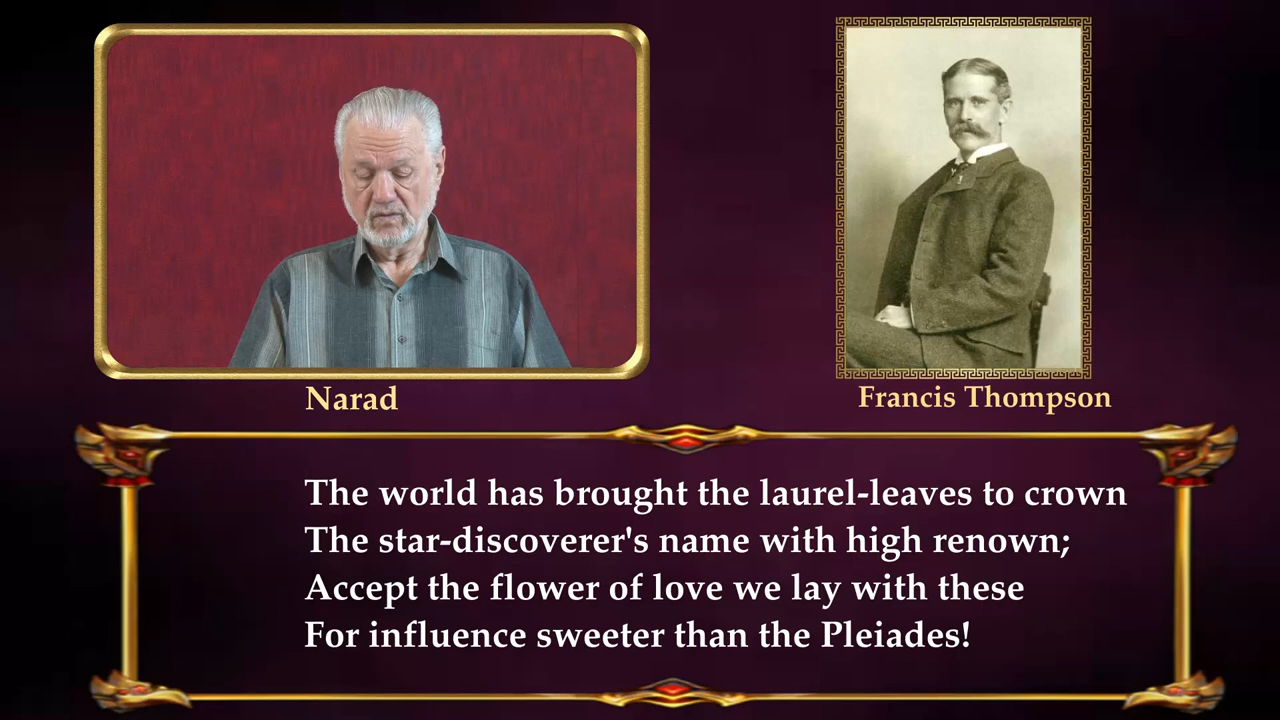 Narad
Francis Thompson
The world has brought the laurel-leaves to crown
The star-discoverer's name with high renown;
Accept the flower of love we lay with these
For influence sweeter than the Pleiades!